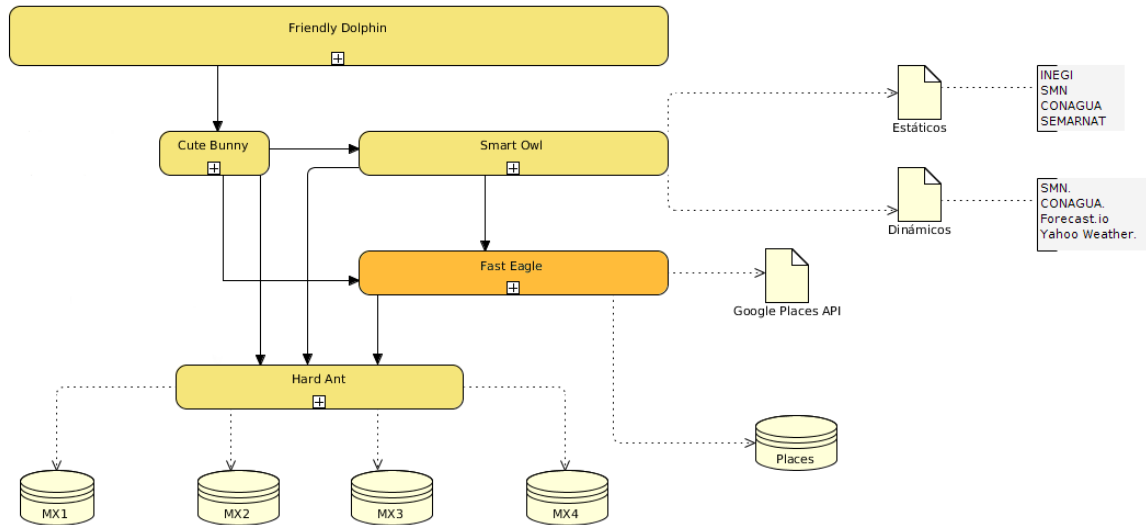 Friendly Dolphin
INEGI
SMN
CONAGUA
SEMARNAT
Estáticos
Cute Bunny
Smart Owl
SMN.
CONAGUA.
Forecast.io
Yahoo Weather.
Dinámicos
Fast Eagle
Google Places API
Hard Ant
Places
MX1
MX2
MX3
MX4